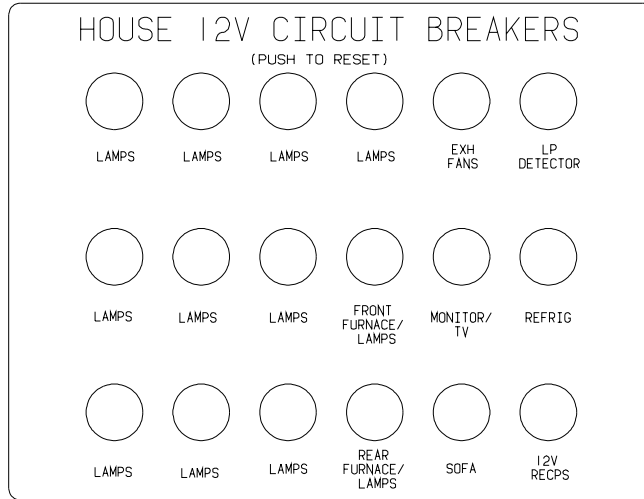 HOUSE 12V CIRCUIT BREAKERS
(PUSH TO RESET)
LAMPS LAMPS LAMPS LAMPS EXH FANS LP DETECTOR
LAMPS LAMPS LAMPS FRONT FURNACE/ LAMPS MONITOR/ TV REFRIG
LAMPS LAMPS LAMPS REAR FURNACE/ LAMPS SOFA 12V RECPS